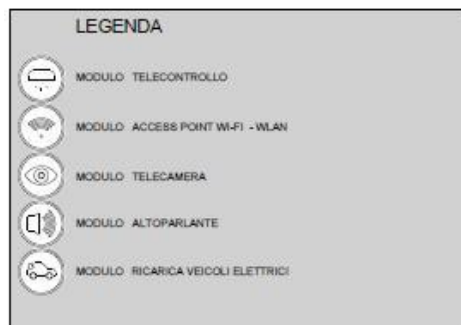 LEGENDA
MODULO TELECONTROLLO
MODULO ACCESS POINT WI-FI - WLAN
MODULO TELECAMERA
MODULO ALTOPARLANTE
MODULO RICARICA VEICOLI ELETTRICI